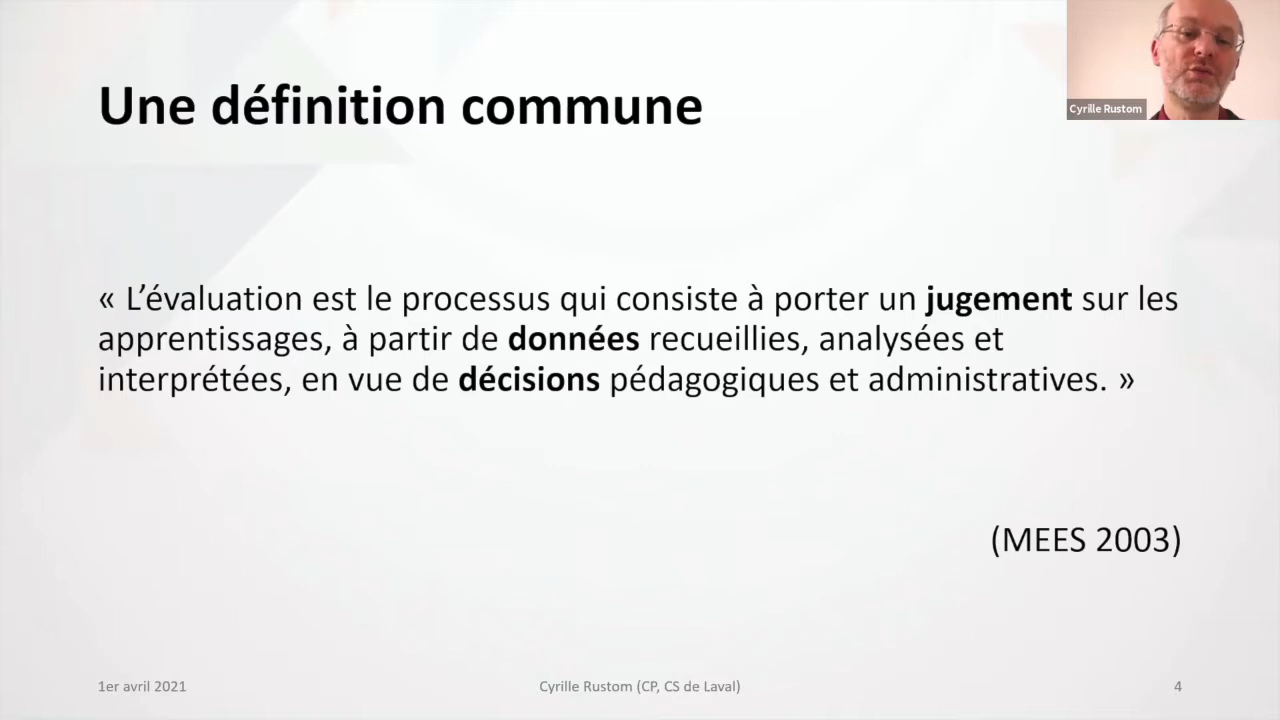 Une définition commune
Cyrille Rustom
« L’évaluation est le processus qui consiste à porter un jugement sur les
apprentissages, à partir de données recueillies, analysées et
interprétées, en vue de décisions pédagogiques et administratives. »
(MEES 2003)
1er avril 2021
Cyrille Rustom (CP, CS de Laval)
4